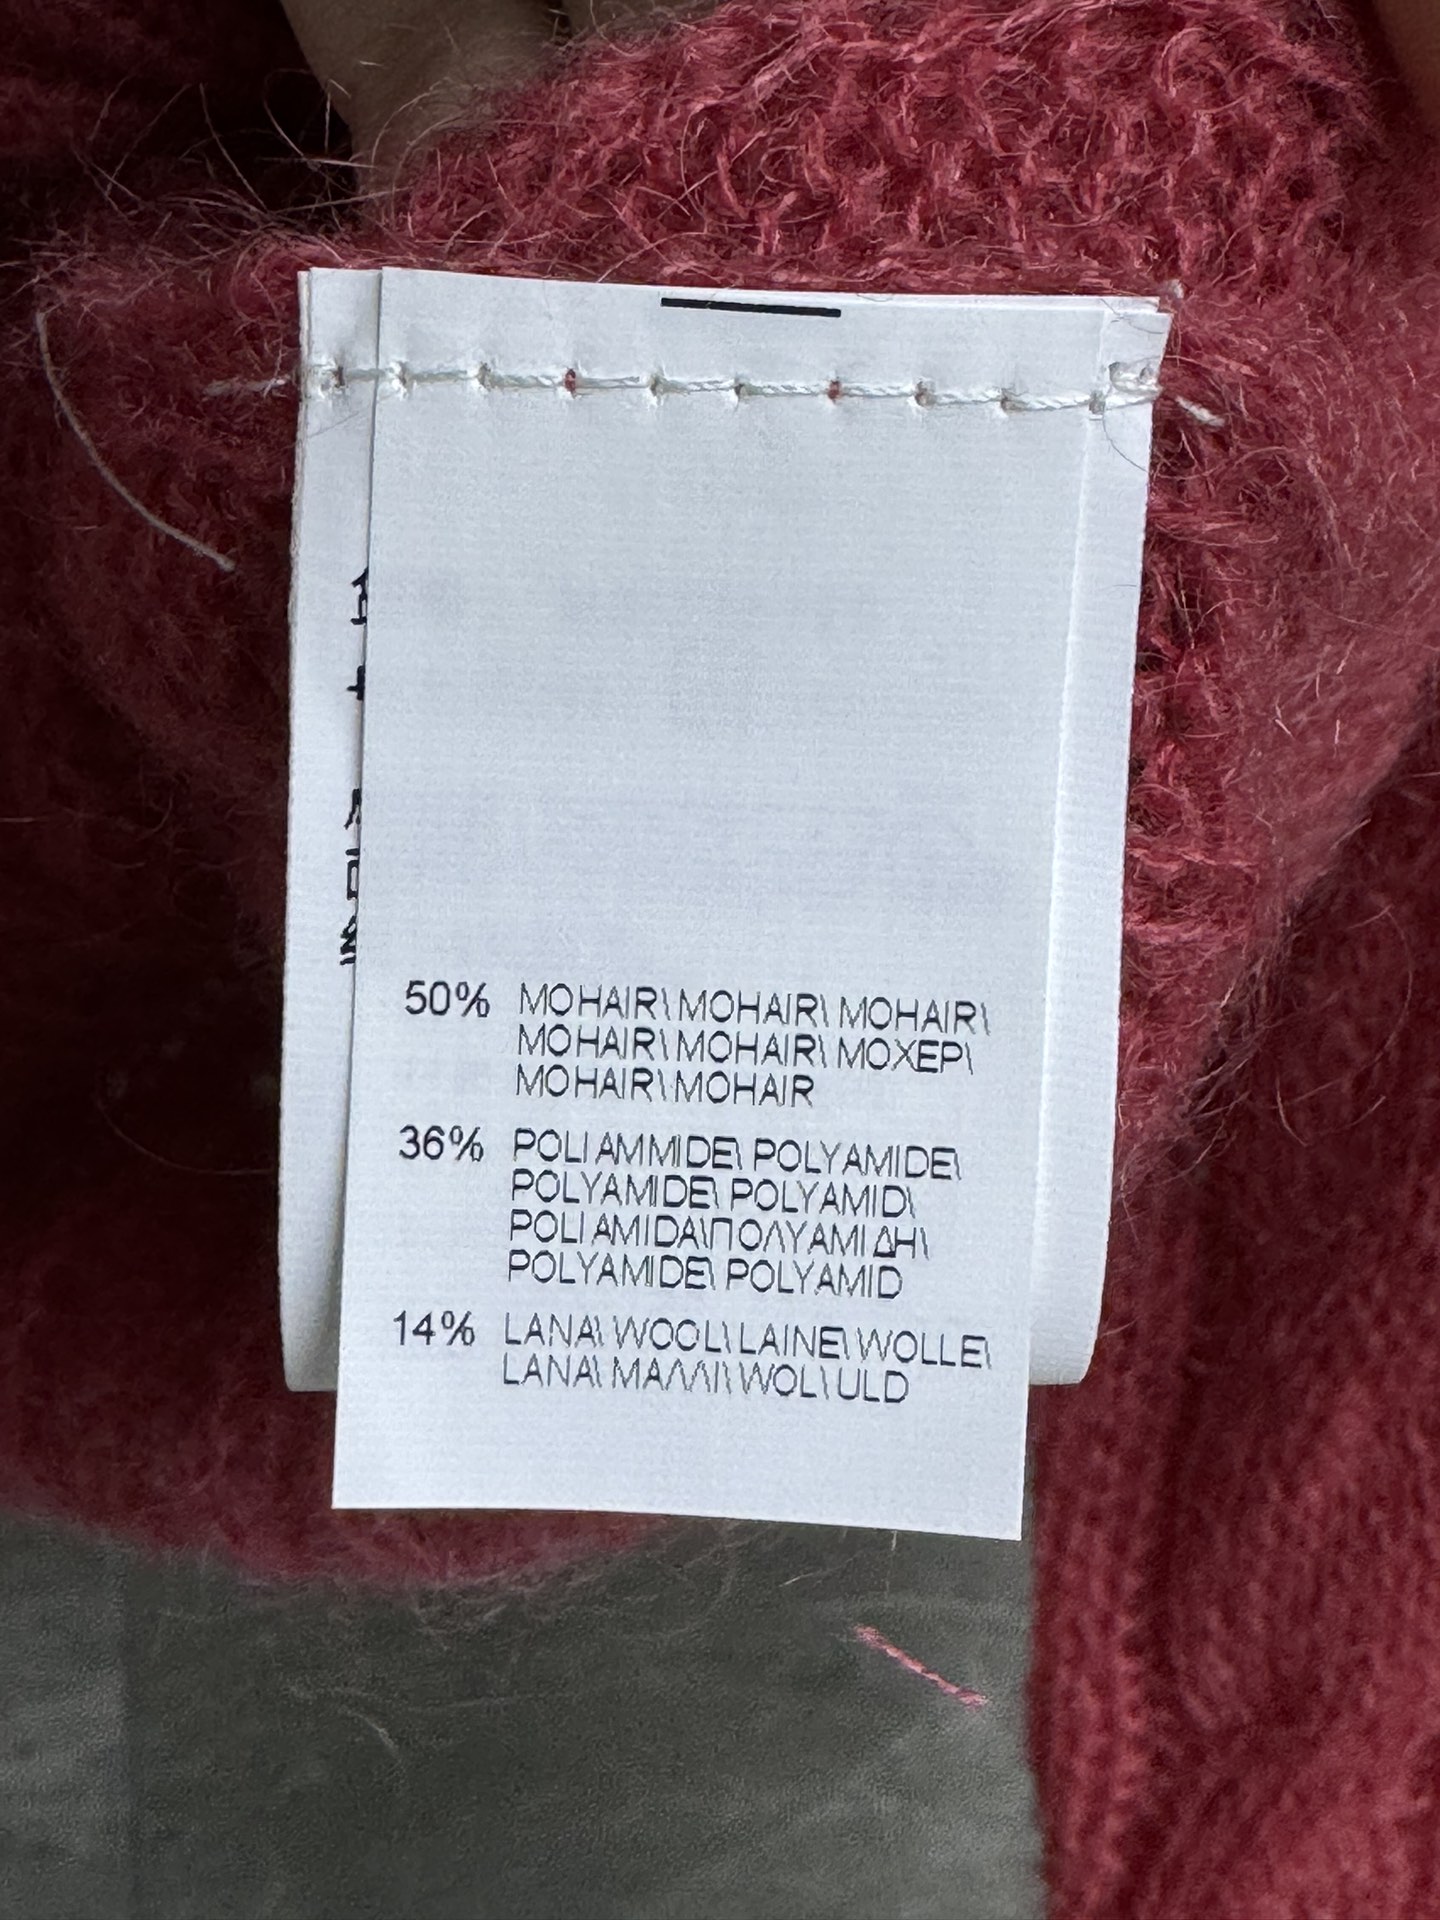 50% MOHAIR\ MOHAIR\ MOHAIR\
MOHAIR\ MOHAIR\ ΜΟΧΕΡ\
MOHAIR\ MOHAIR
36% POLIAMMIDE\ POLYAMIDE\
POLYAMIDE\ POLYAMID\
POLIAMIDA\ΠΟΛΥΑΜΙΔΗ\
POLYAMIDE\ POLYAMID
14% LANA\ WOOL\ LAINE\ WOLLE\
LANA\ ΜΑΛΛΙ\ WOL\ ULD